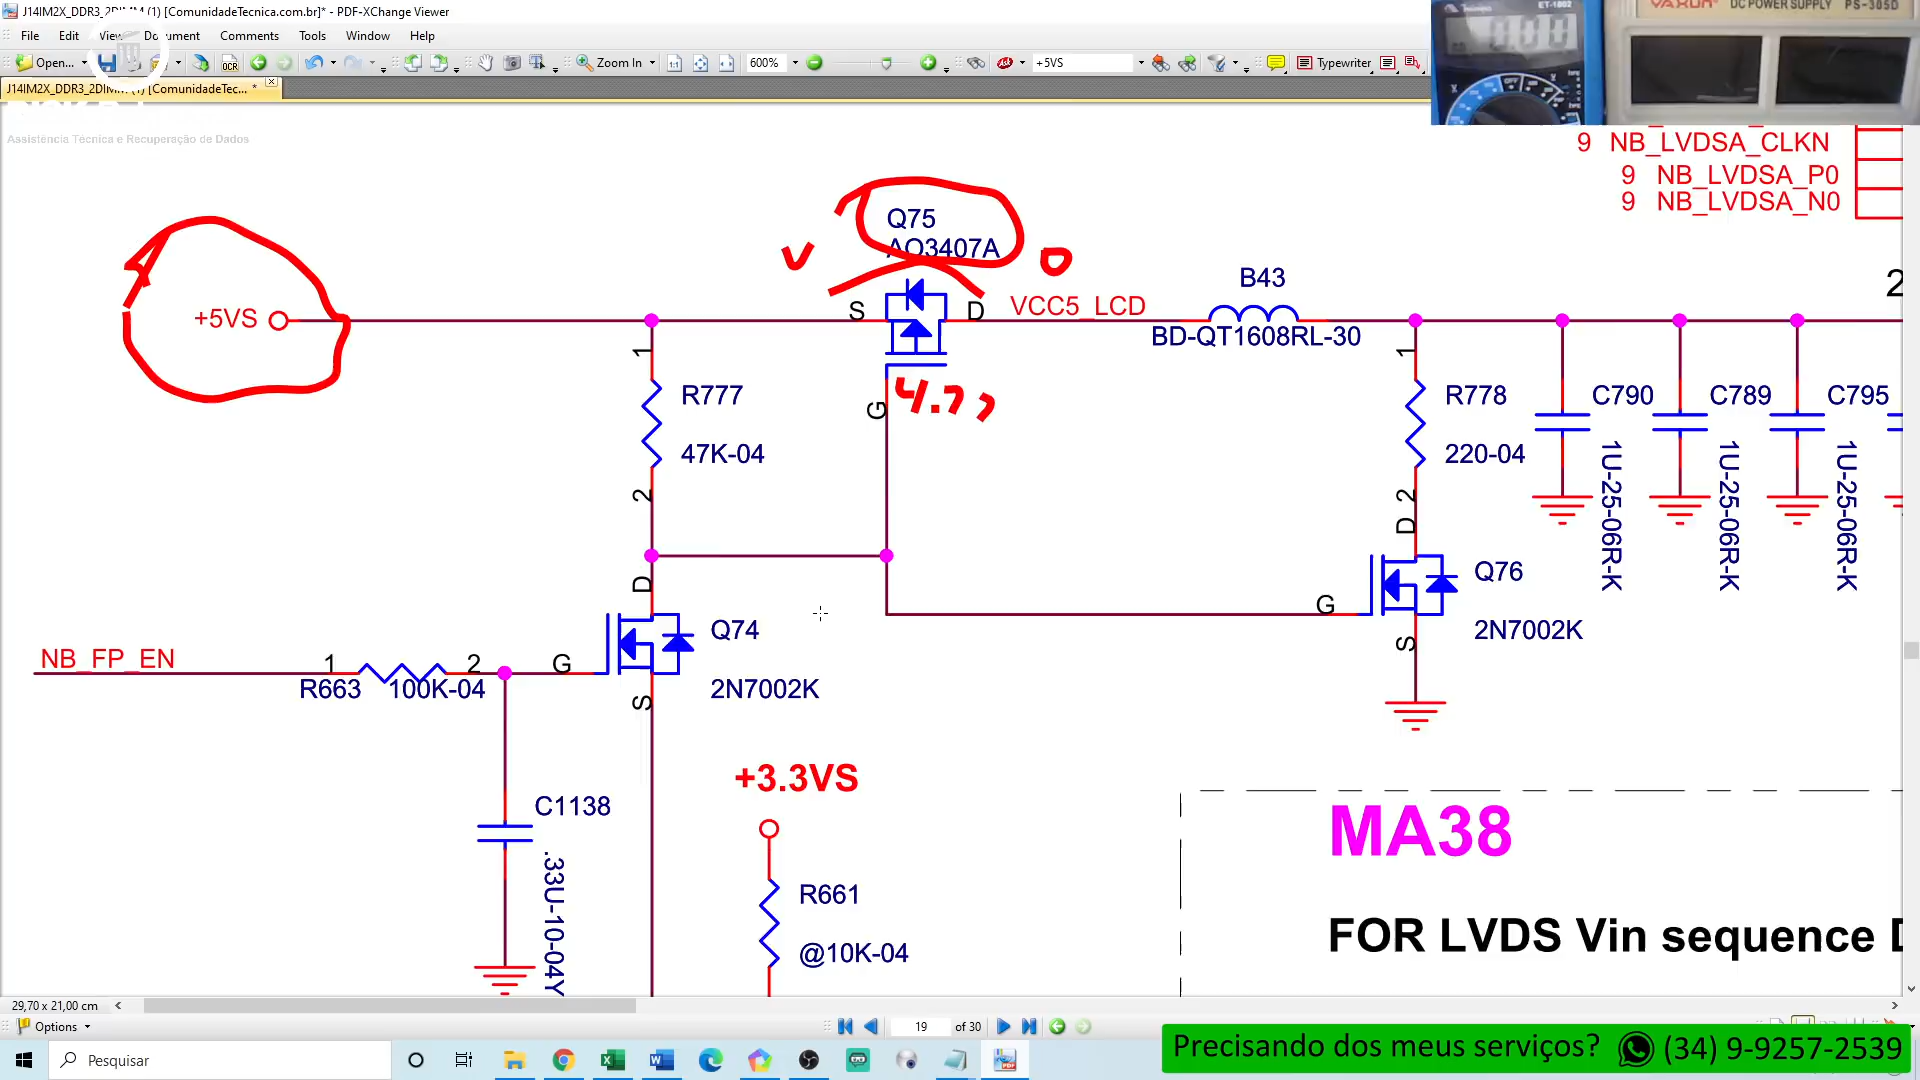 J14IM2X_DDR3_2DIMM (1) [ComunidadeTecnica.com.br]* - PDF-XChange Viewer
File Edit View Document Comments Tools Window Help
Open... OCR Zoom In 600% +5VS Typewriter
J14IM2X_DDR3_2DIMM (1) [ComunidadeTec... *
Assistência Técnica e Recuperação de Dados
ET-1002
DC POWER SUPPLY PS-305D
9 NB_LVDSA_CLKN
9 NB_LVDSA_P0
9 NB_LVDSA_N0
Q75
AO3407A
V
0
B43
2
+5VS
S
D
VCC5_LCD
BD-QT1608RL-30
1
R777
47K-04
2
G
4.7
1
R778
220-04
2
C790
1U-25-06R-K
C789
1U-25-06R-K
C795
1U-25-06R-K
D
Q74
2N7002K
G
S
D
G
Q76
2N7002K
S
NB_FP_EN
1
R663
2
100K-04
C1138
.33U-10-04Y
+3.3VS
R661
@10K-04
MA38
FOR LVDS Vin sequence
29,70 x 21,00 cm
Options
19 of 30
Pesquisar
Precisando dos meus serviços? (34) 9-9257-2539